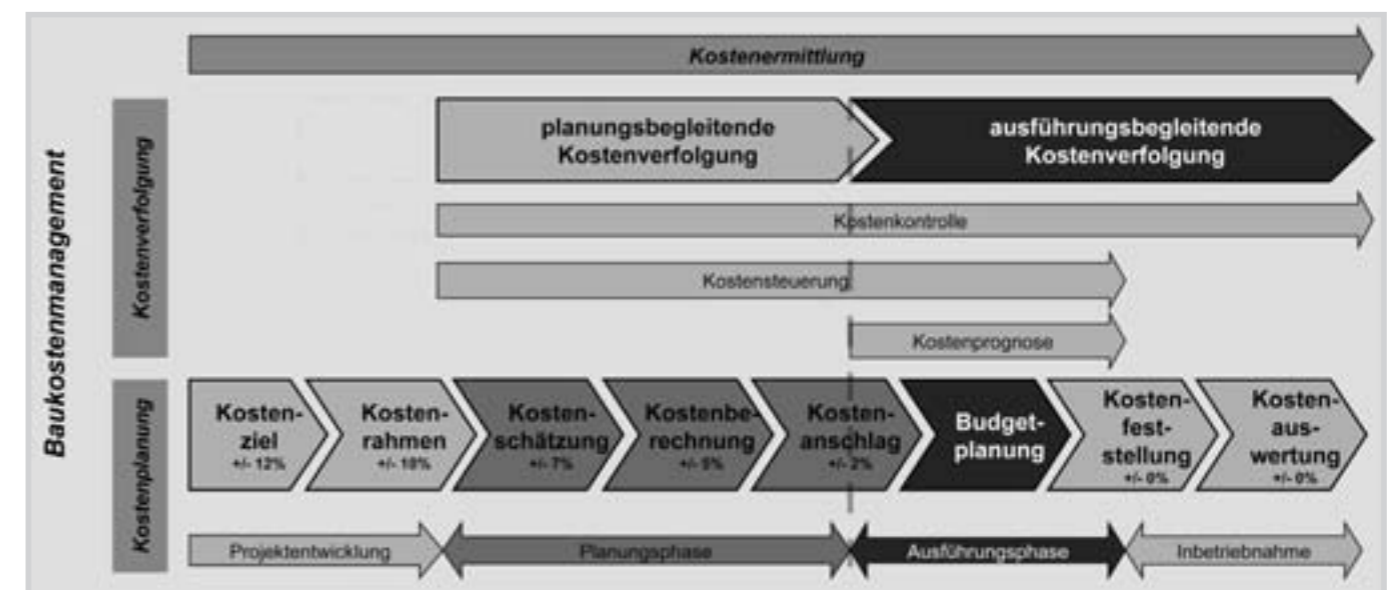 Kostenermittlung
Baukostenmanagement
Kostenverfolgung
planungsbegleitende
Kostenverfolgung
ausführungsbegleitende
Kostenverfolgung
Kostenkontrolle
Kostensteuerung
Kostenprognose
Kostenplanung
Kosten-
ziel
+/- 12%
Kosten-
rahmen
+/- 10%
Kosten-
schätzung
+/- 7%
Kostenbe-
rechnung
+/- 5%
Kosten-
anschlag
+/- 2%
Budget-
planung
Kosten-
fest-
stellung
+/- 0%
Kosten-
aus-
wertung
+/- 0%
Projektentwicklung
Planungsphase
Ausführungsphase
Inbetriebnahme